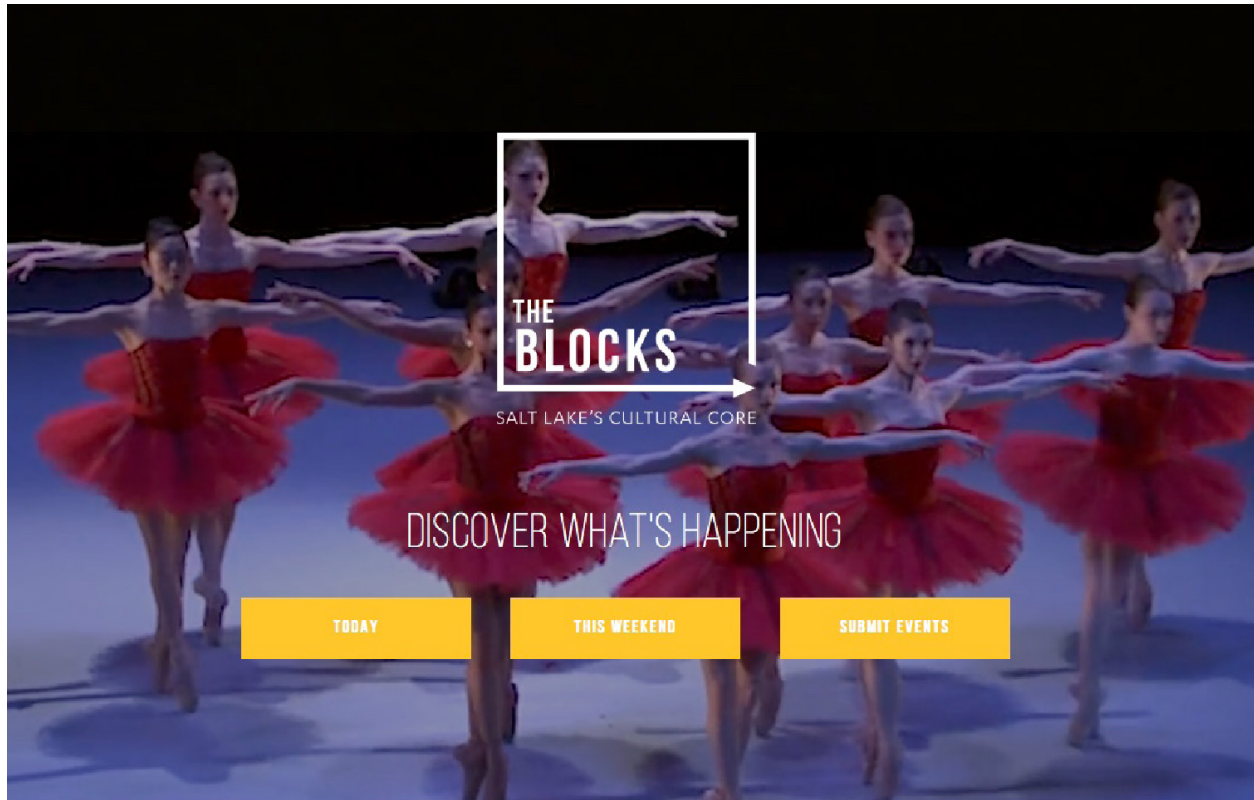 THE
BLOCKS
SALT LAKE'S CULTURAL CORE
DISCOVER WHAT'S HAPPENING
TODAY
THIS WEEKEND
SUBMIT EVENTS